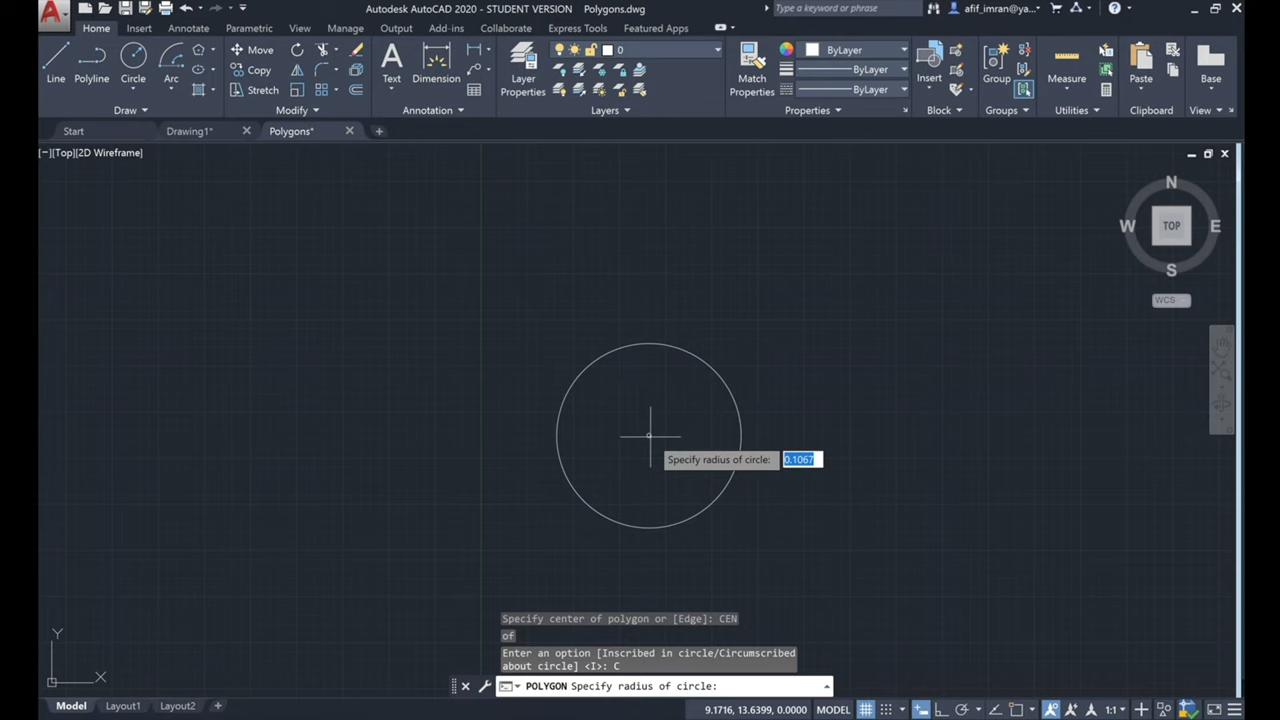 Autodesk AutoCAD 2020 - STUDENT VERSION Polygons.dwg
Type a keyword or phrase
afif_imran@ya...
Home Insert Annotate Parametric View Manage Output Add-ins Collaborate Express Tools Featured Apps
Line
Polyline
Circle
Arc
Move
Copy
Stretch
Text
Dimension
Layer
Properties
0
Match
Properties
ByLayer
ByLayer
ByLayer
Insert
Group
Measure
Paste
Base
Draw
Modify
Annotation
Layers
Properties
Block
Groups
Utilities
Clipboard
View
Start
Drawing1*
Polygons*
[−][Top][2D Wireframe]
N
W
TOP
E
S
WCS
Specify radius of circle: 0.1067
Specify center of polygon or [Edge]: CEN
of
Enter an option [Inscribed in circle/Circumscribed
about circle] <I>: C
POLYGON Specify radius of circle:
Y
X
Model
Layout1
Layout2
9.1716, 13.6399, 0.0000
MODEL
1:1